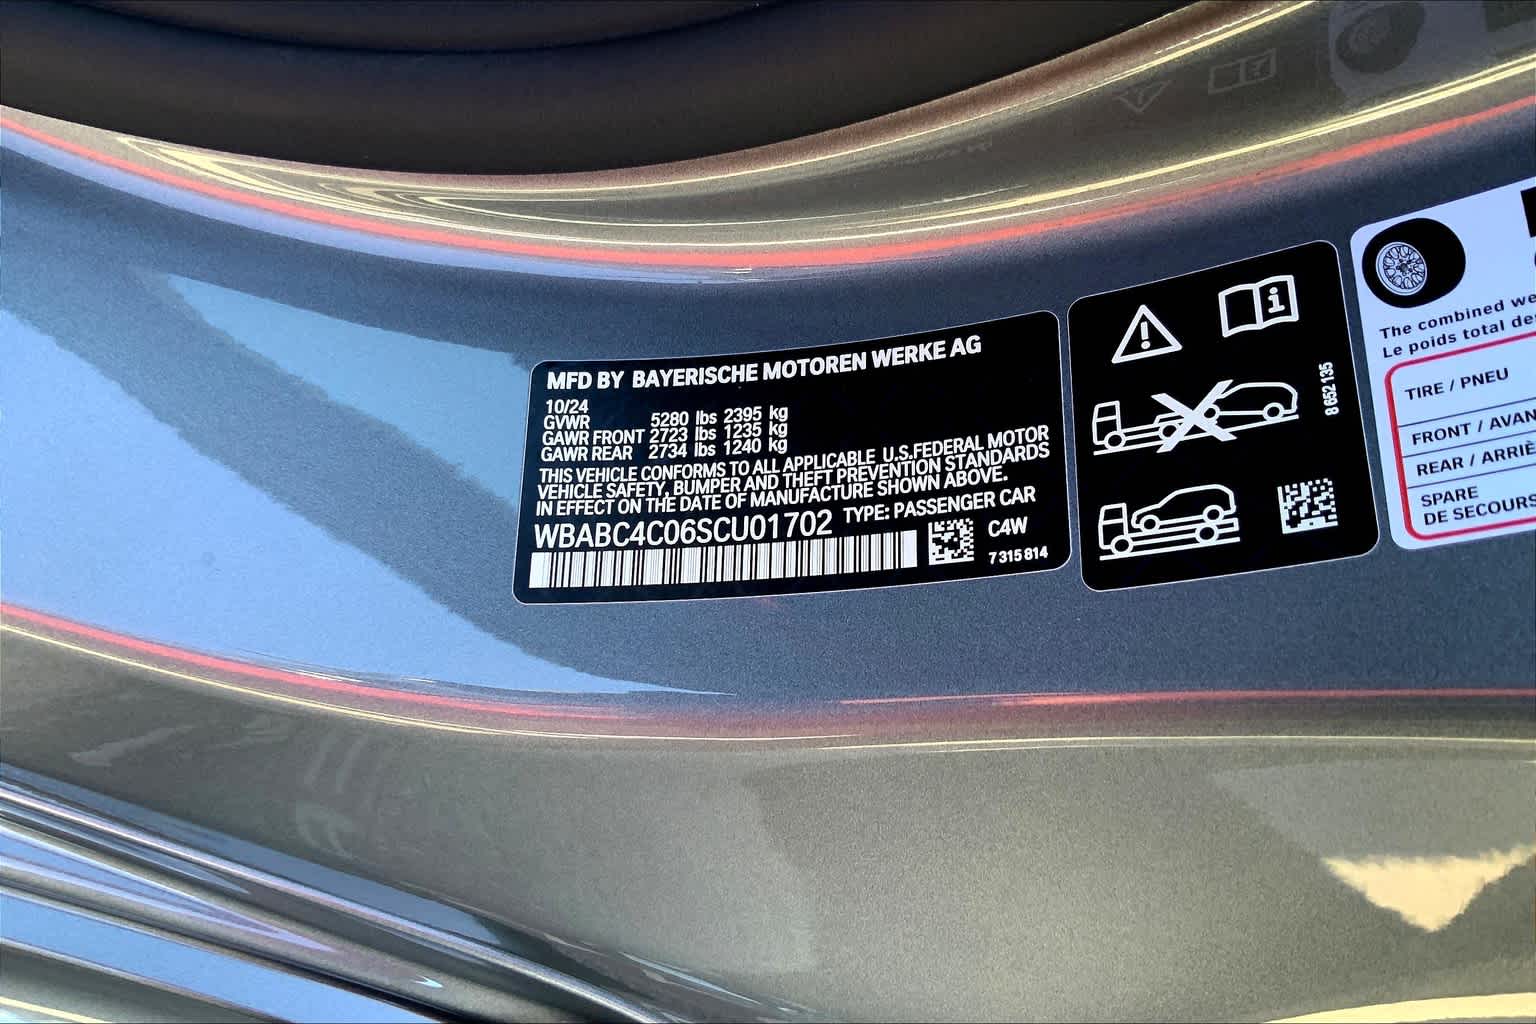 MFD BY BAYERISCHE MOTOREN WERKE AG
10/24
GVWR 5280 lbs 2395 kg
GAWR FRONT 2723 lbs 1235 kg
GAWR REAR 2734 lbs 1240 kg
THIS VEHICLE CONFORMS TO ALL APPLICABLE U.S.FEDERAL MOTOR
VEHICLE SAFETY, BUMPER AND THEFT PREVENTION STANDARDS
IN EFFECT ON THE DATE OF MANUFACTURE SHOWN ABOVE.
WBABC4C06SCU01702 TYPE: PASSENGER CAR
C4W
7 315 814
8 652 135
The combined we
Le poids total de
TIRE / PNEU
FRONT / AVAN
REAR / ARRIÈ
SPARE
DE SECOURS